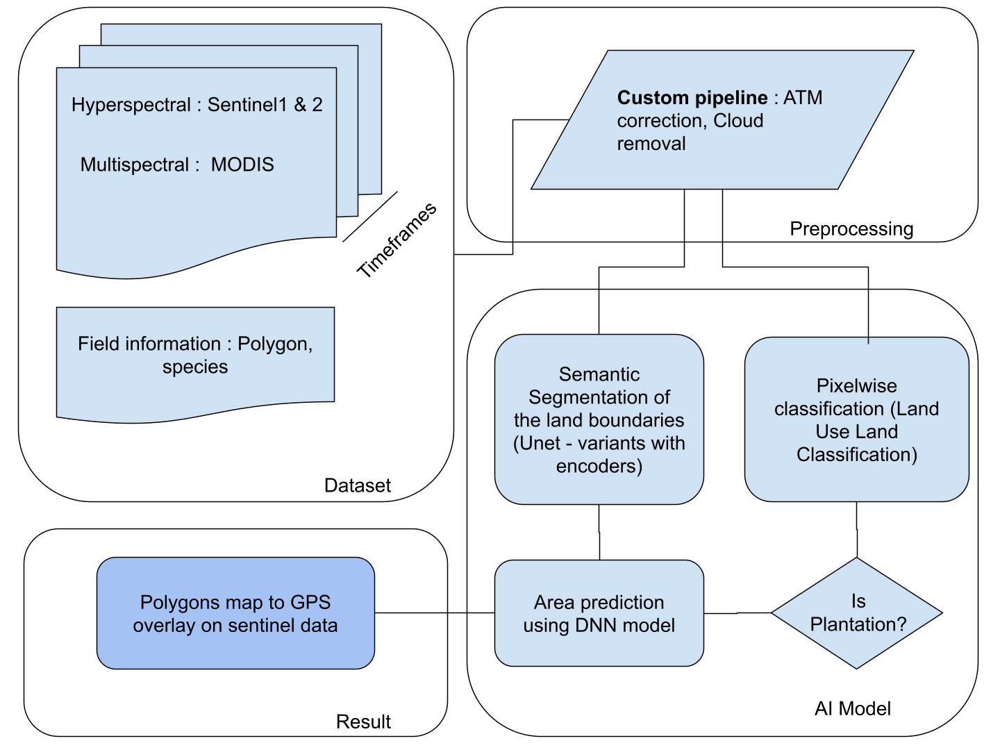 Hyperspectral : Sentinel1 & 2
Multispectral :  MODIS
Timeframes
Field information : Polygon,
species
Dataset
Custom pipeline : ATM
correction, Cloud
removal
Preprocessing
Semantic
Segmentation of
the land boundaries
(Unet - variants with
encoders)
Pixelwise
classification (Land
Use Land
Classification)
Is
Plantation?
Area prediction
using DNN model
AI Model
Polygons map to GPS
overlay on sentinel data
Result